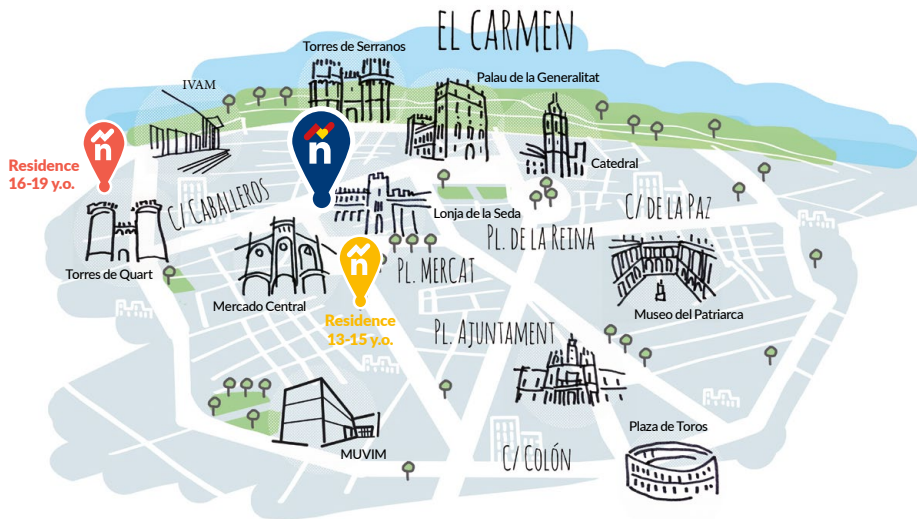 EL CARMEN
Torres de Serranos
IVAM
Palau de la Generalitat
ñ
ñ
Residence
16-19 y.o.
Catedral
C/ CABALLEROS
Lonja de la Seda
C/ DE LA PAZ
PL. DE LA REINA
Torres de Quart
ñ
PL. MERCAT
Mercado Central
Museo del Patriarca
Residence
13-15 y.o.
PL. AJUNTAMENT
MUVIM
Plaza de Toros
C/ COLÓN